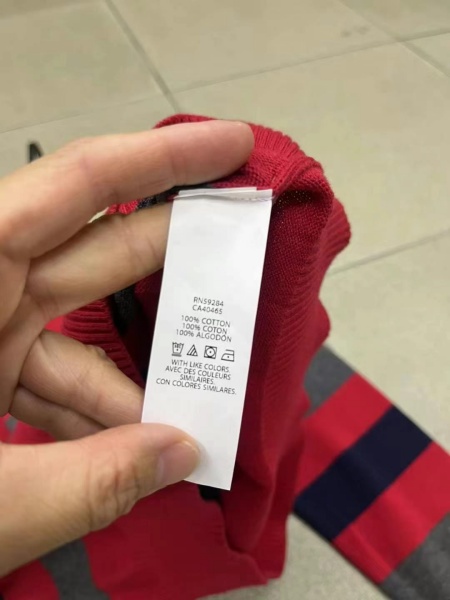 RN59284
CA40465
100% COTTON
100% COTON
100% ALGODÓN
WITH LIKE COLORS.
AVEC DES COULEURS
SIMILAIRES.
CON COLORES SIMILARES.